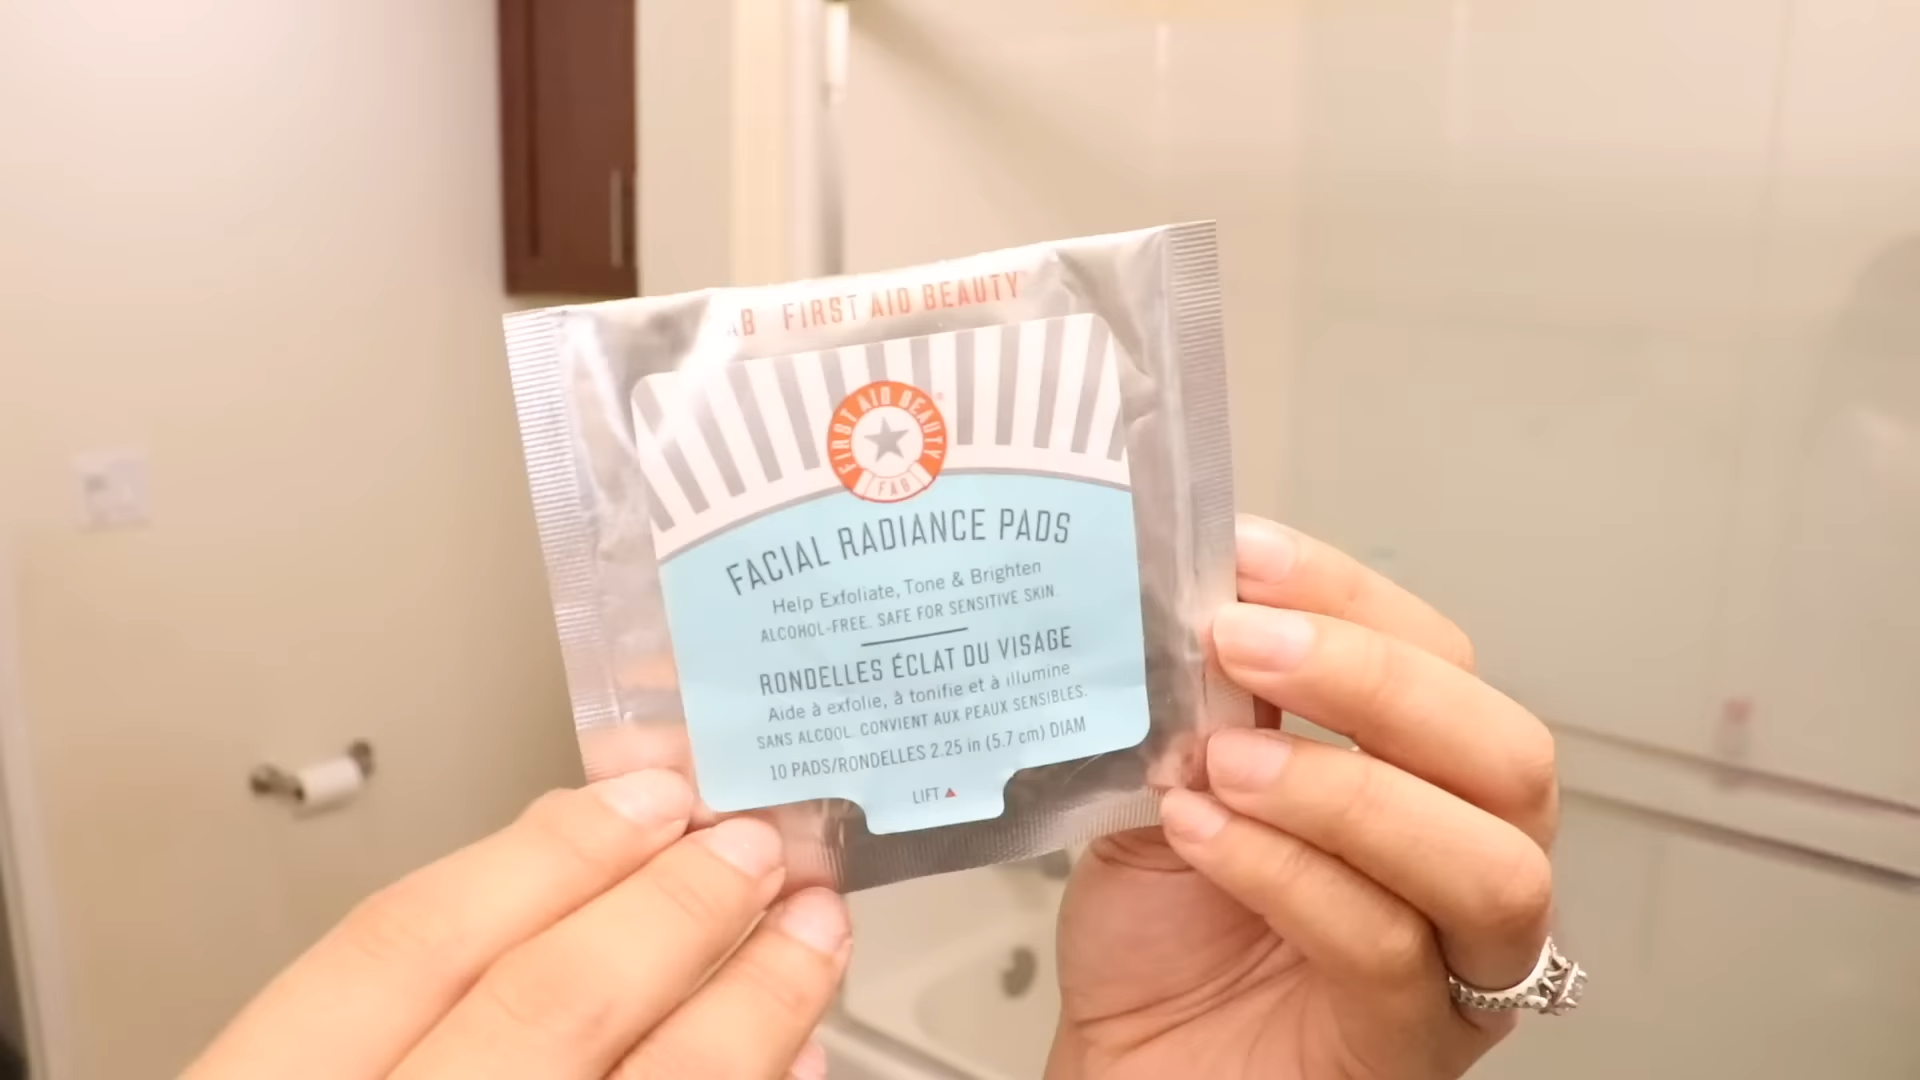 AB FIRST AID BEAUTY
FIRST AID BEAUTY
FAB
FACIAL RADIANCE PADS
Help Exfoliate, Tone & Brighten
ALCOHOL-FREE. SAFE FOR SENSITIVE SKIN.
RONDELLES ÉCLAT DU VISAGE
Aide à exfolie, à tonifie et à illumine
SANS ALCOOL. CONVIENT AUX PEAUX SENSIBLES.
10 PADS/RONDELLES 2.25 in (5.7 cm) DIAM
LIFT